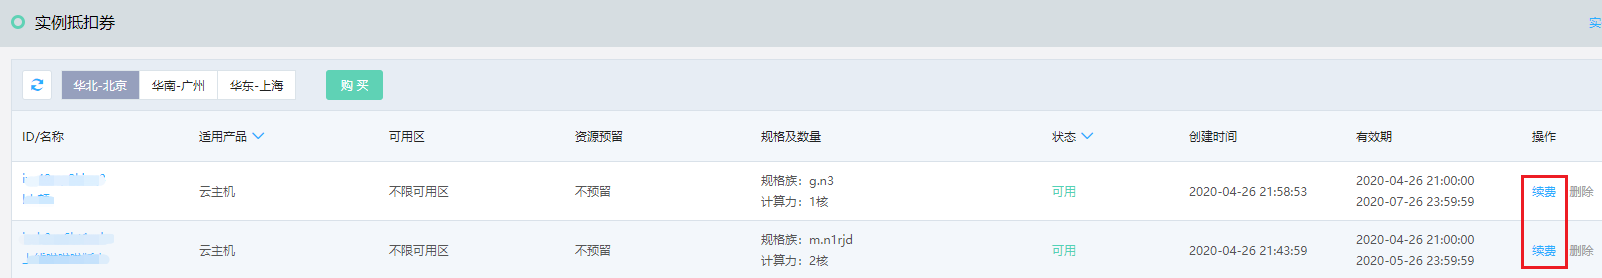 实例抵扣券
实
华北-北京 华南-广州 华东-上海 购 买
ID/名称 适用产品 可用区 资源预留 规格及数量 状态 创建时间 有效期 操作
云主机 不限可用区 不预留 规格族：g.n3 可用 2020-04-26 21:58:53 2020-04-26 21:00:00 续费 删除
计算力：1核 2020-07-26 23:59:59
云主机 不限可用区 不预留 规格族：m.n1rjd 可用 2020-04-26 21:43:59 2020-04-26 21:00:00 续费 删除
计算力：2核 2020-05-26 23:59:59